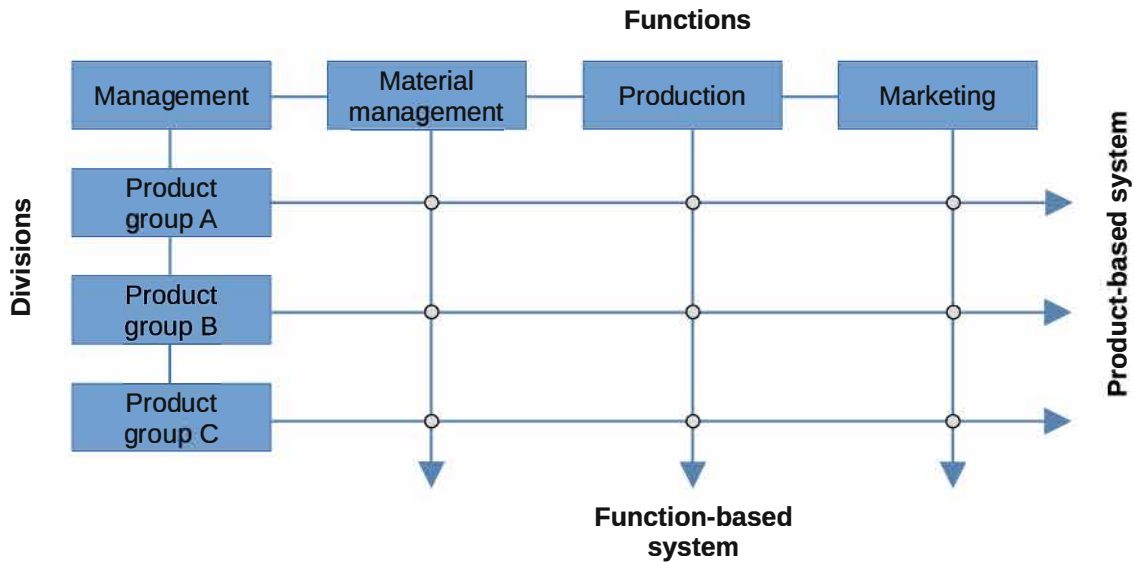 Functions
Management
Material
management
Production
Marketing
Divisions
Product
group A
Product
group B
Product
group C
Product-based system
Function-based
system